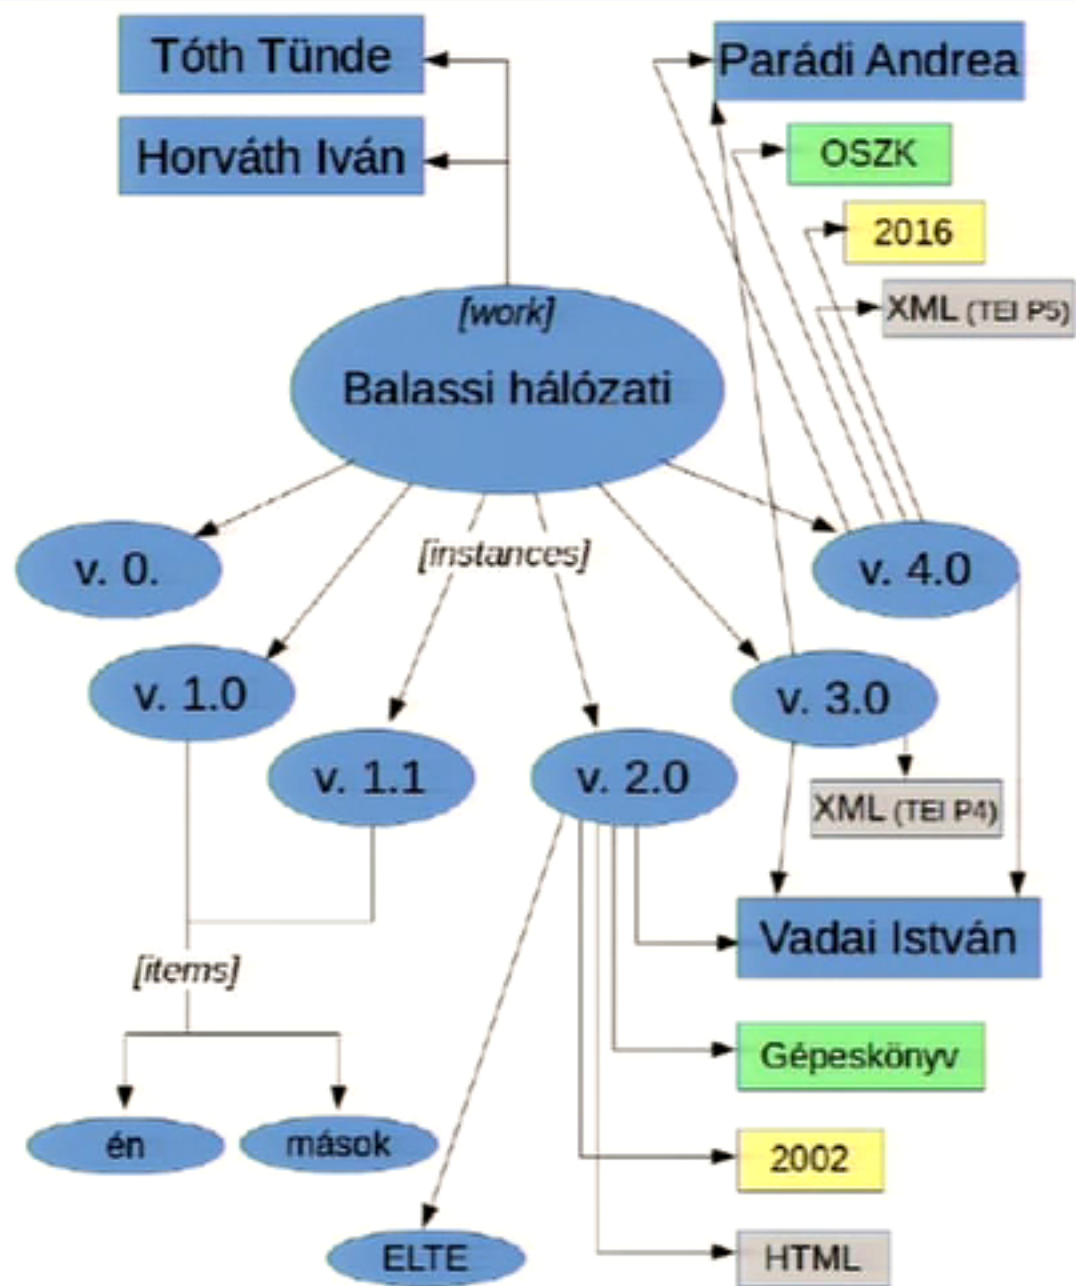 Tóth Tünde
Horváth Iván
Parádi Andrea
OSZK
2016
XML (TEI P5)
[work]
Balassi hálózati
[instances]
v. 0.
v. 1.0
v. 1.1
v. 2.0
v. 3.0
v. 4.0
XML (TEI P4)
Vadai István
[items]
Gépeskönyv
én
mások
2002
ELTE
HTML